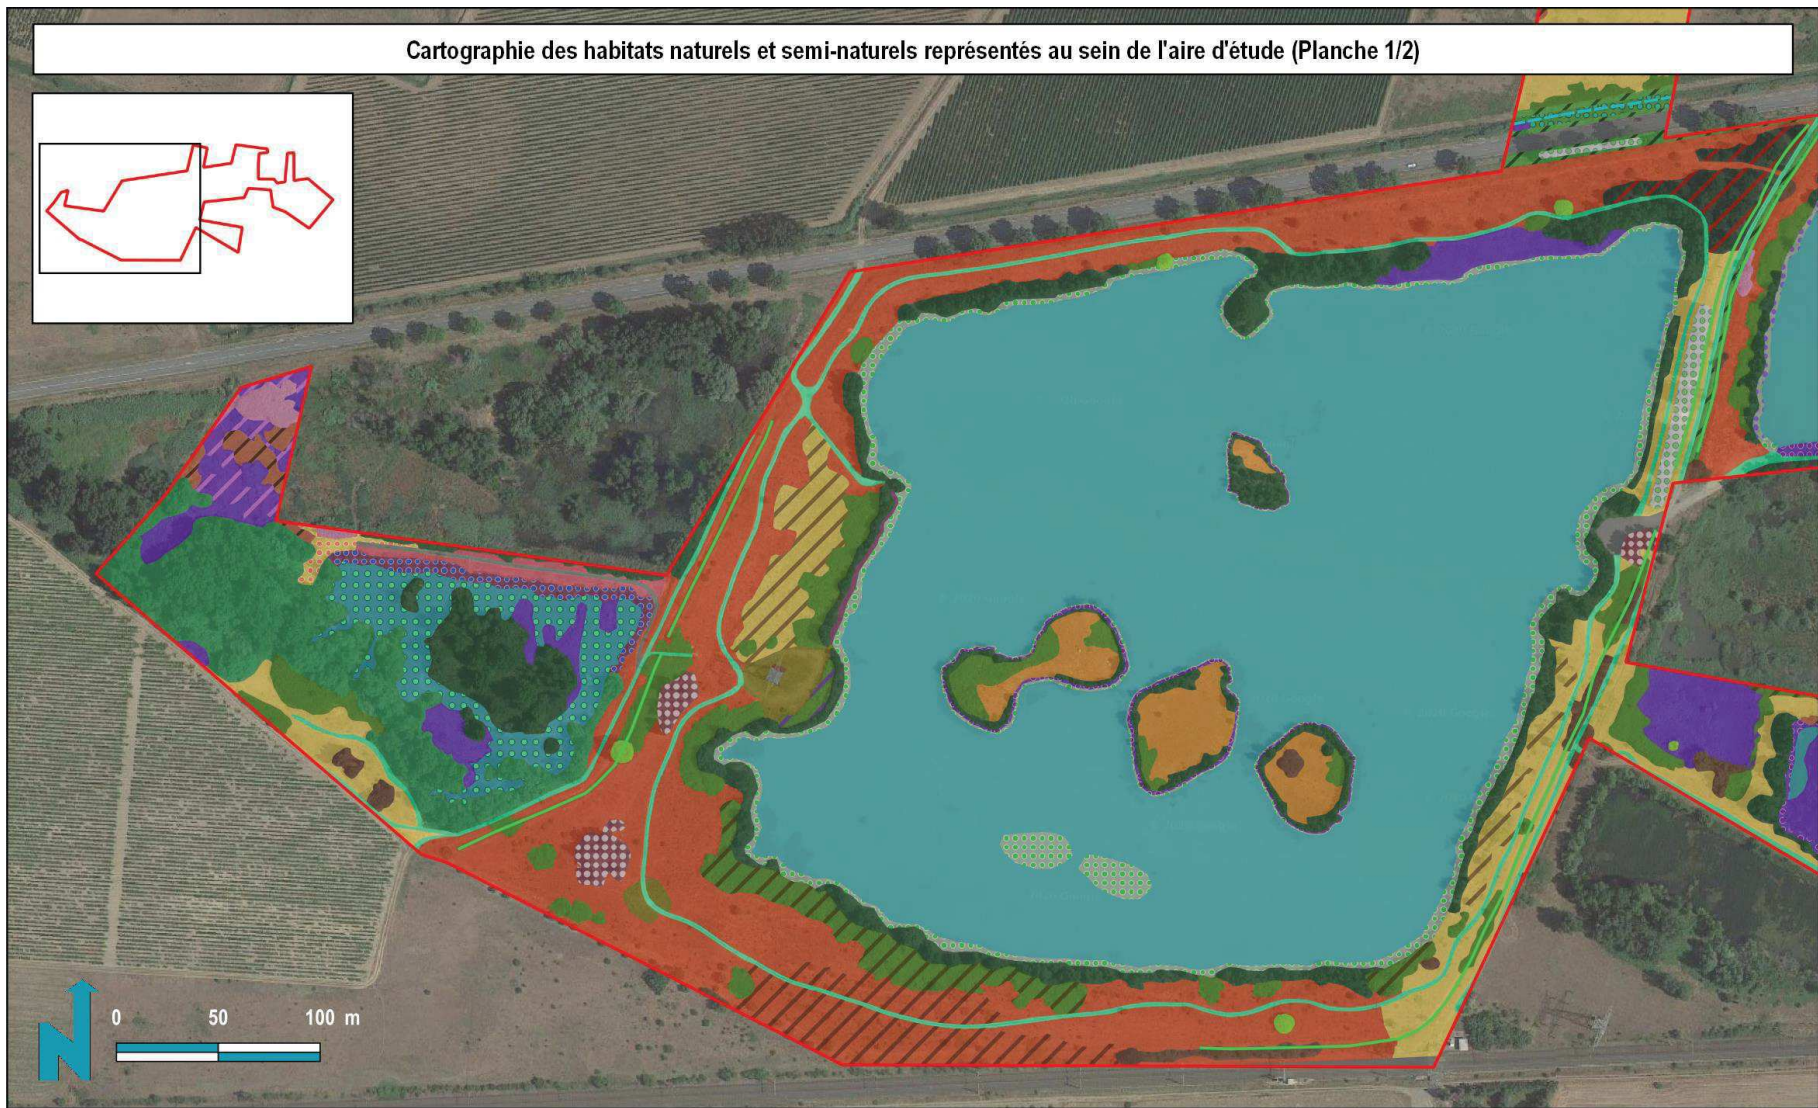 Cartographie des habitats naturels et semi-naturels représentés au sein de l'aire d'étude (Planche 1/2)
0 50 100 m
N